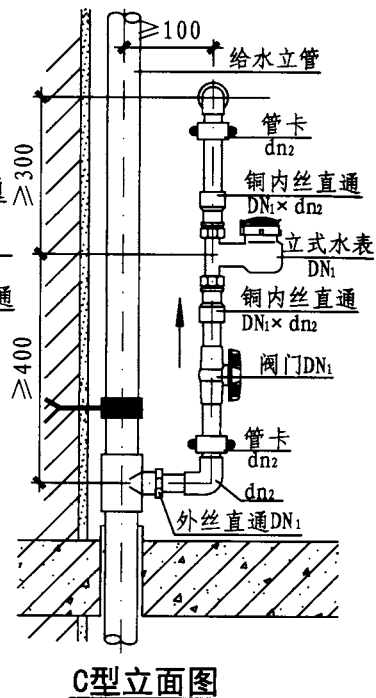 ≥100
给水立管
管卡
dn₂
≥300
铜内丝直通
DN₁×dn₂
立式水表
DN₁
通
铜内丝直通
DN₁×dn₂
≥400
阀门DN₁
管卡
dn₂
dn₂
外丝直通DN₁
C型立面图